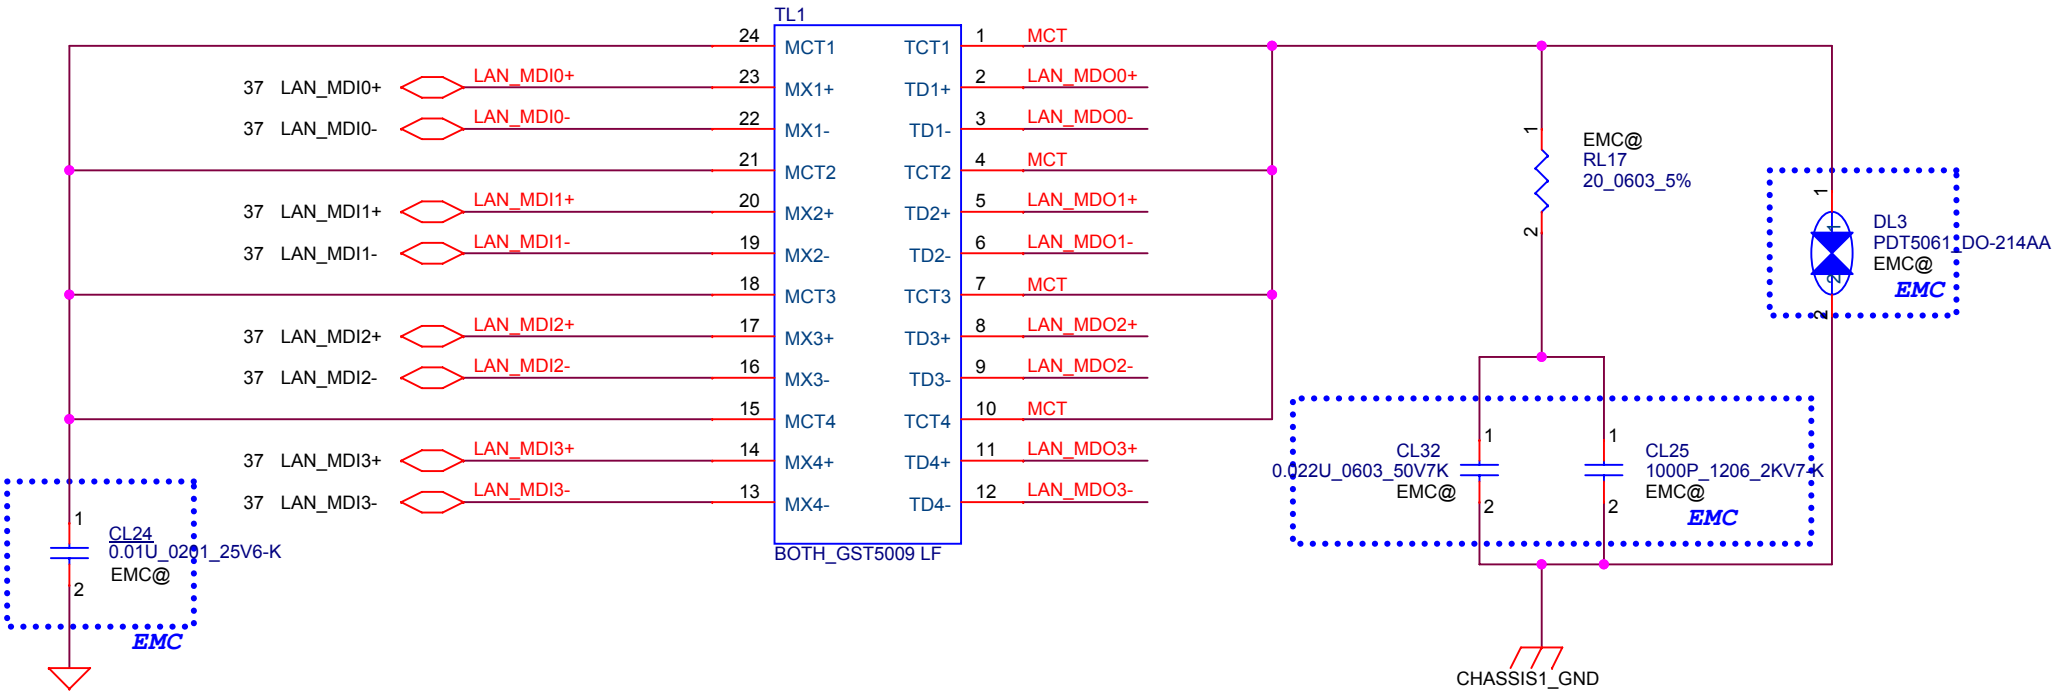 TL1
24 MCT1 TCT1 1 MCT
37 LAN_MDI0+ LAN_MDI0+ 23 MX1+ TD1+ 2 LAN_MDO0+
37 LAN_MDI0- LAN_MDI0- 22 MX1- TD1- 3 LAN_MDO0-
21 MCT2 TCT2 4 MCT
37 LAN_MDI1+ LAN_MDI1+ 20 MX2+ TD2+ 5 LAN_MDO1+
37 LAN_MDI1- LAN_MDI1- 19 MX2- TD2- 6 LAN_MDO1-
18 MCT3 TCT3 7 MCT
37 LAN_MDI2+ LAN_MDI2+ 17 MX3+ TD3+ 8 LAN_MDO2+
37 LAN_MDI2- LAN_MDI2- 16 MX3- TD3- 9 LAN_MDO2-
15 MCT4 TCT4 10 MCT
37 LAN_MDI3+ LAN_MDI3+ 14 MX4+ TD4+ 11 LAN_MDO3+
37 LAN_MDI3- LAN_MDI3- 13 MX4- TD4- 12 LAN_MDO3-
BOTH_GST5009 LF
1
CL24
0.01U_0201_25V6-K
EMC@
2
EMC
1
EMC@
RL17
20_0603_5%
2
1
1
DL3
PDT5061_DO-214AA
EMC@
2
EMC
2
1
CL32
0.022U_0603_50V7K
EMC@
2
1
CL25
1000P_1206_2KV7-K
EMC@
2
EMC
CHASSIS1_GND